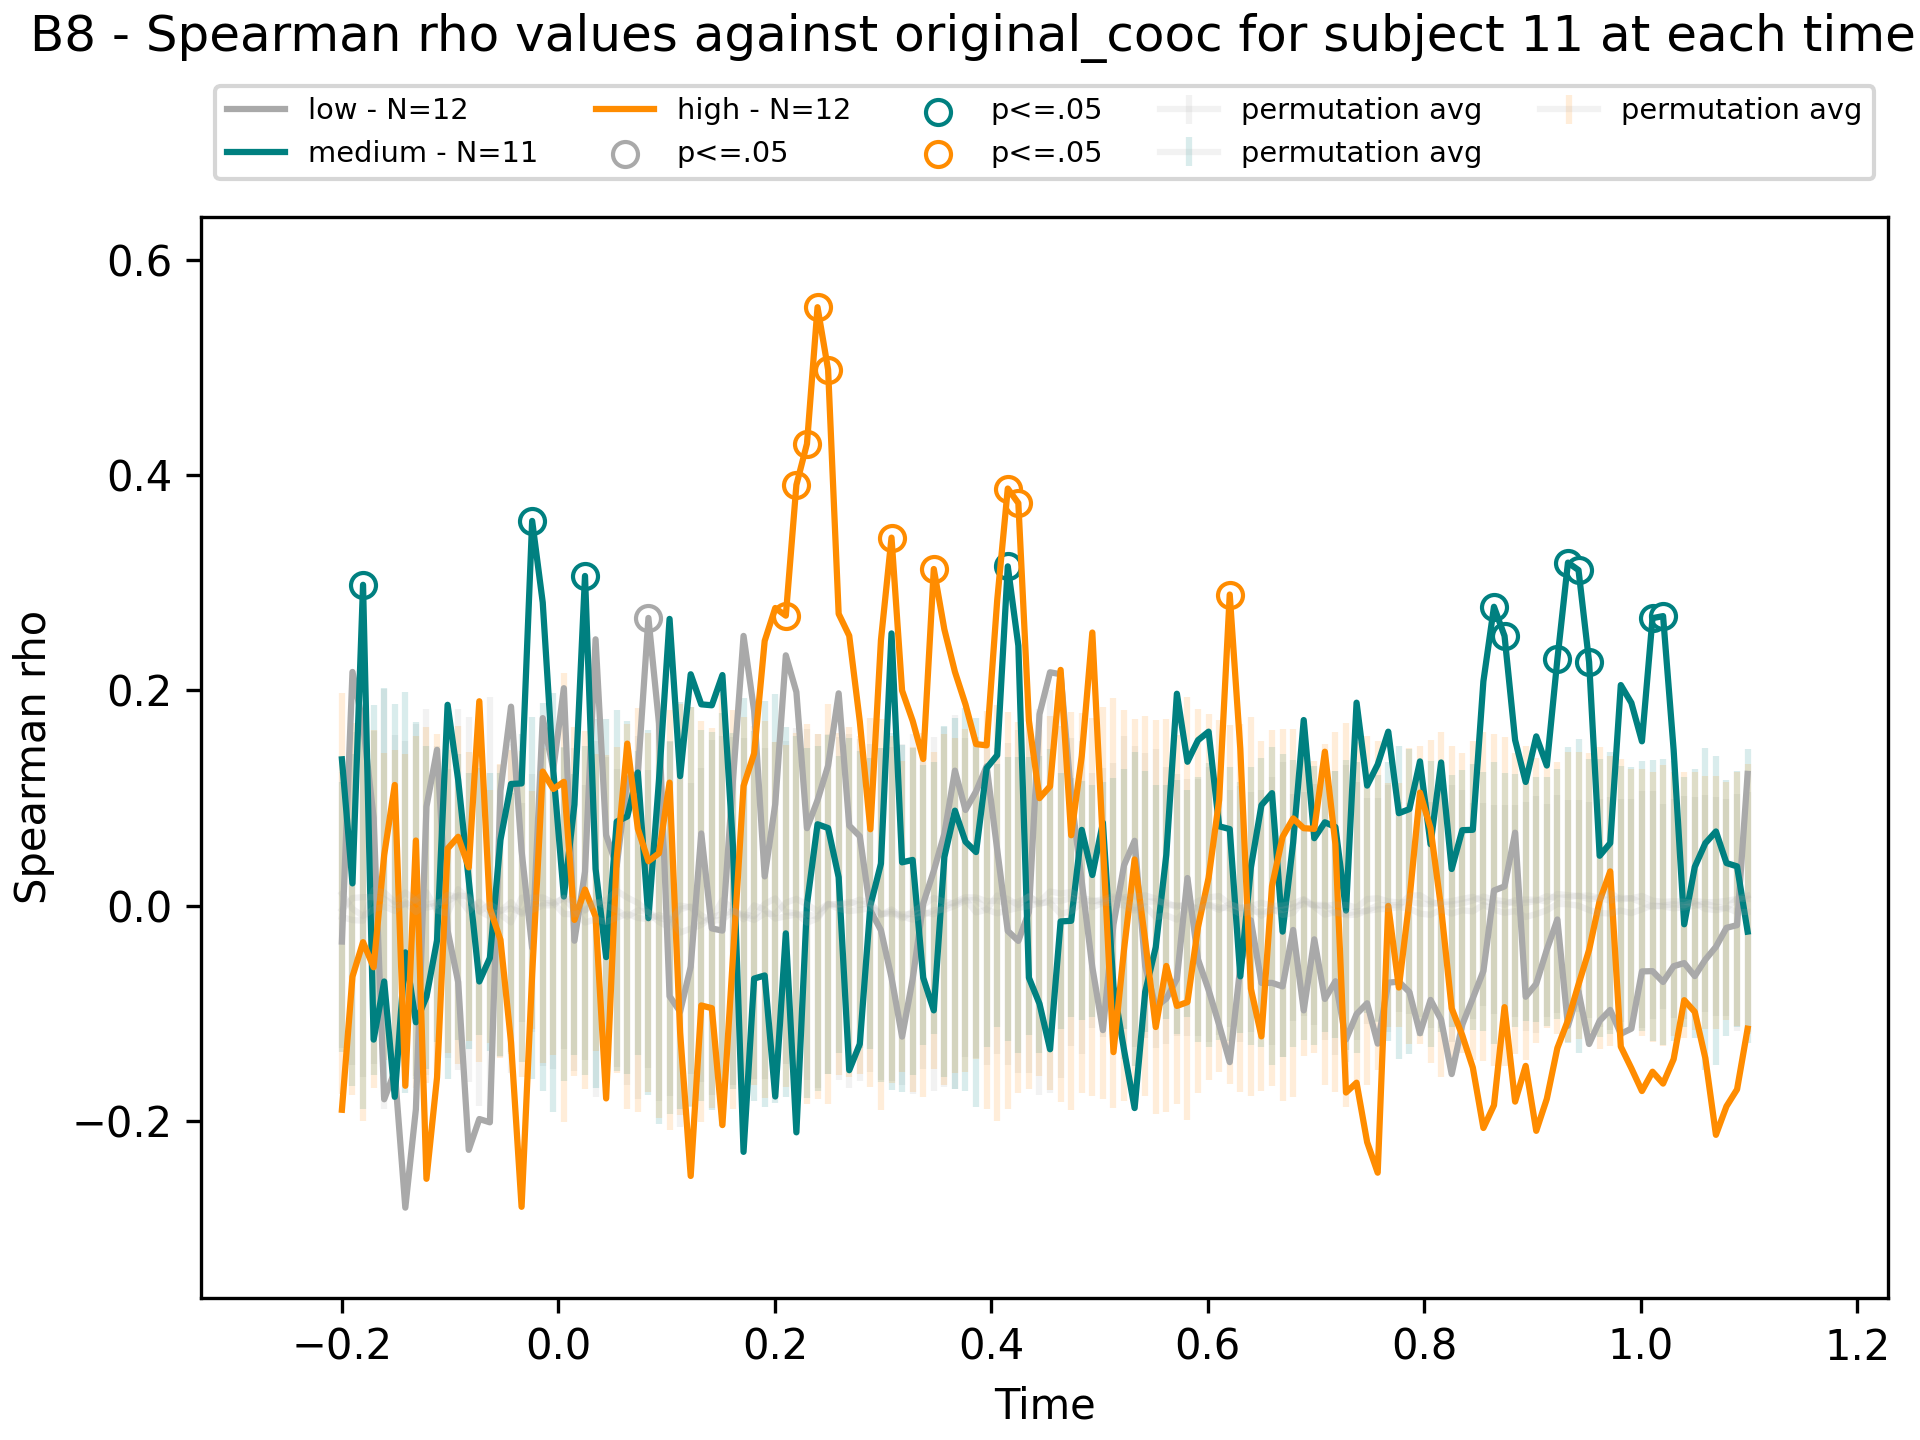 B8 - Spearman rho values against original_cooc for subject 11 at each time
low - N=12
medium - N=11
high - N=12
p<=.05
p<=.05
p<=.05
permutation avg
permutation avg
permutation avg
0.6
0.4
0.2
0.0
−0.2
Spearman rho
−0.2 0.0 0.2 0.4 0.6 0.8 1.0 1.2
Time